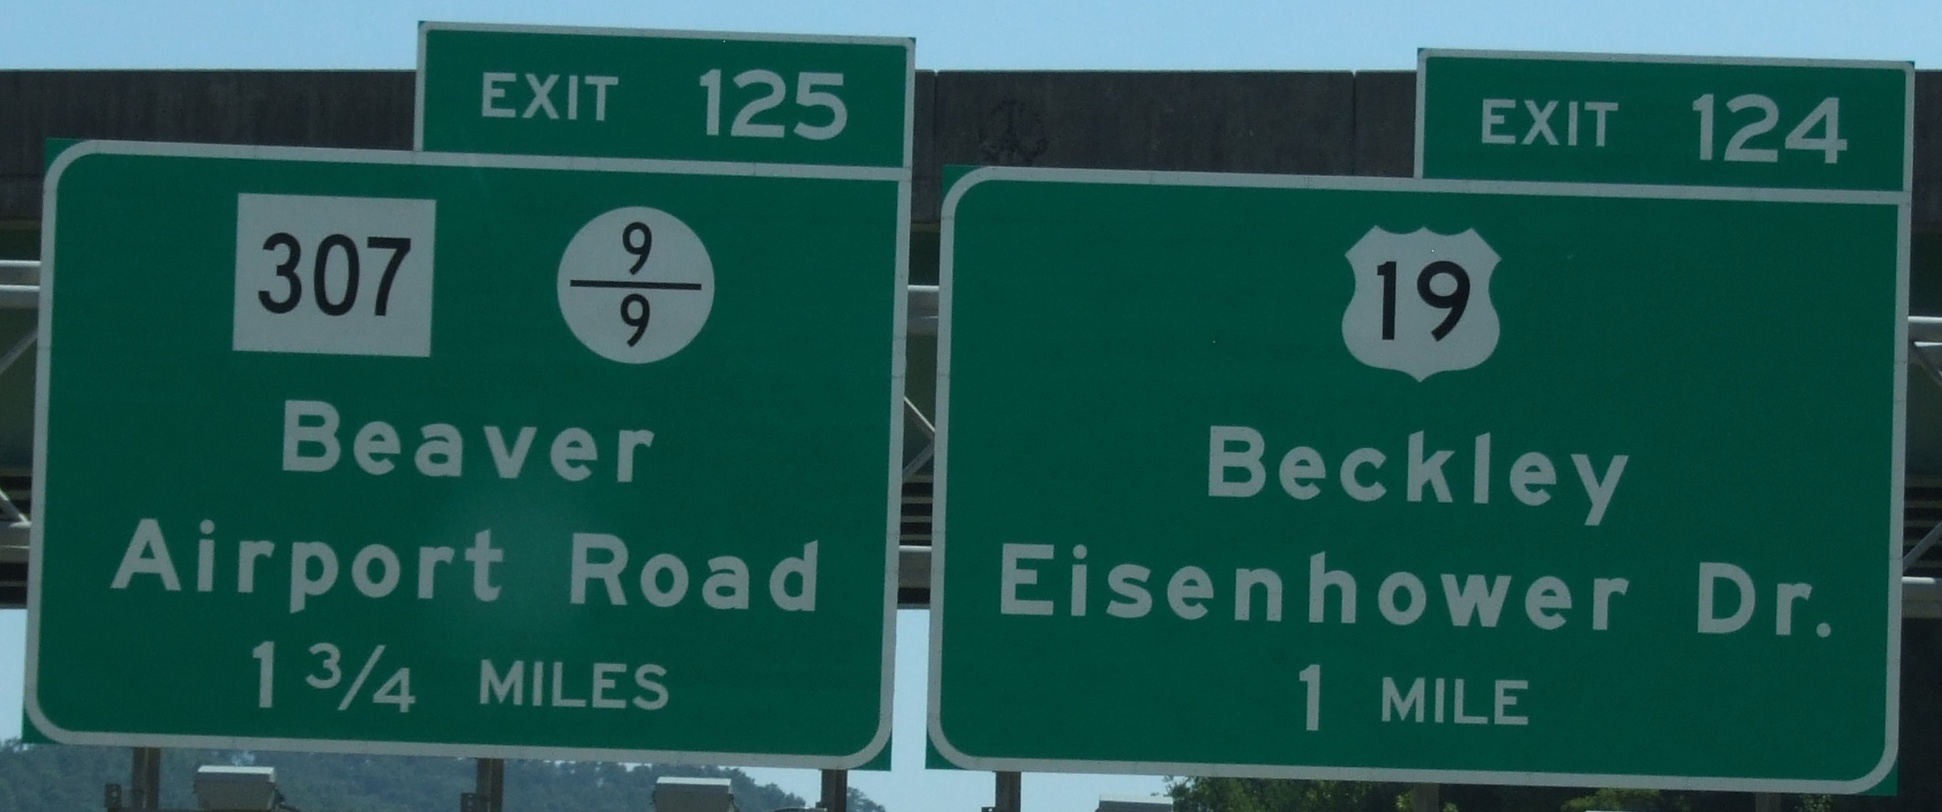 EXIT 125
307 9/9
Beaver
Airport Road
1 3/4 MILES
EXIT 124
19
Beckley
Eisenhower Dr.
1 MILE